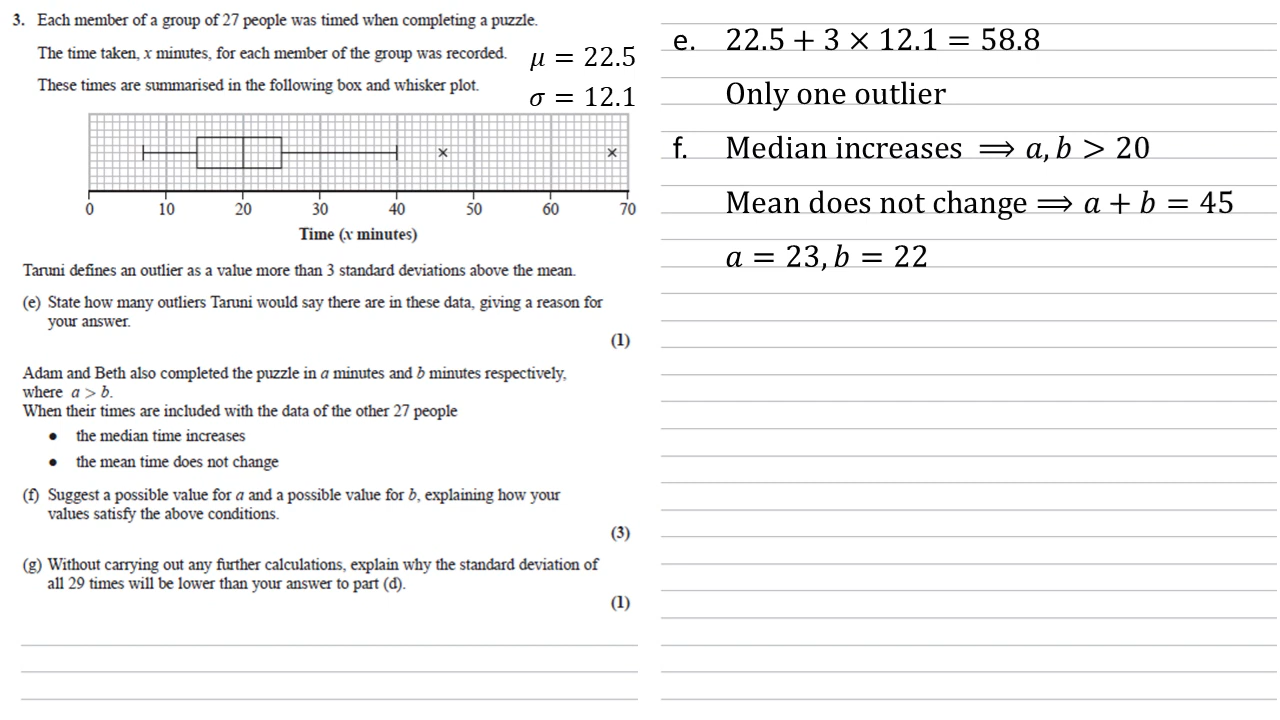 3. Each member of a group of 27 people was timed when completing a puzzle.
The time taken, x minutes, for each member of the group was recorded.
These times are summarised in the following box and whisker plot.
μ = 22.5
σ = 12.1
0 10 20 30 40 50 60 70
Time (x minutes)
Taruni defines an outlier as a value more than 3 standard deviations above the mean.
(e) State how many outliers Taruni would say there are in these data, giving a reason for
your answer.
(1)
Adam and Beth also completed the puzzle in a minutes and b minutes respectively,
where a > b.
When their times are included with the data of the other 27 people
• the median time increases
• the mean time does not change
(f) Suggest a possible value for a and a possible value for b, explaining how your
values satisfy the above conditions.
(3)
(g) Without carrying out any further calculations, explain why the standard deviation of
all 29 times will be lower than your answer to part (d).
(1)
e. 22.5 + 3 × 12.1 = 58.8
Only one outlier
f. Median increases ⟹ a, b > 20
Mean does not change ⟹ a + b = 45
a = 23, b = 22